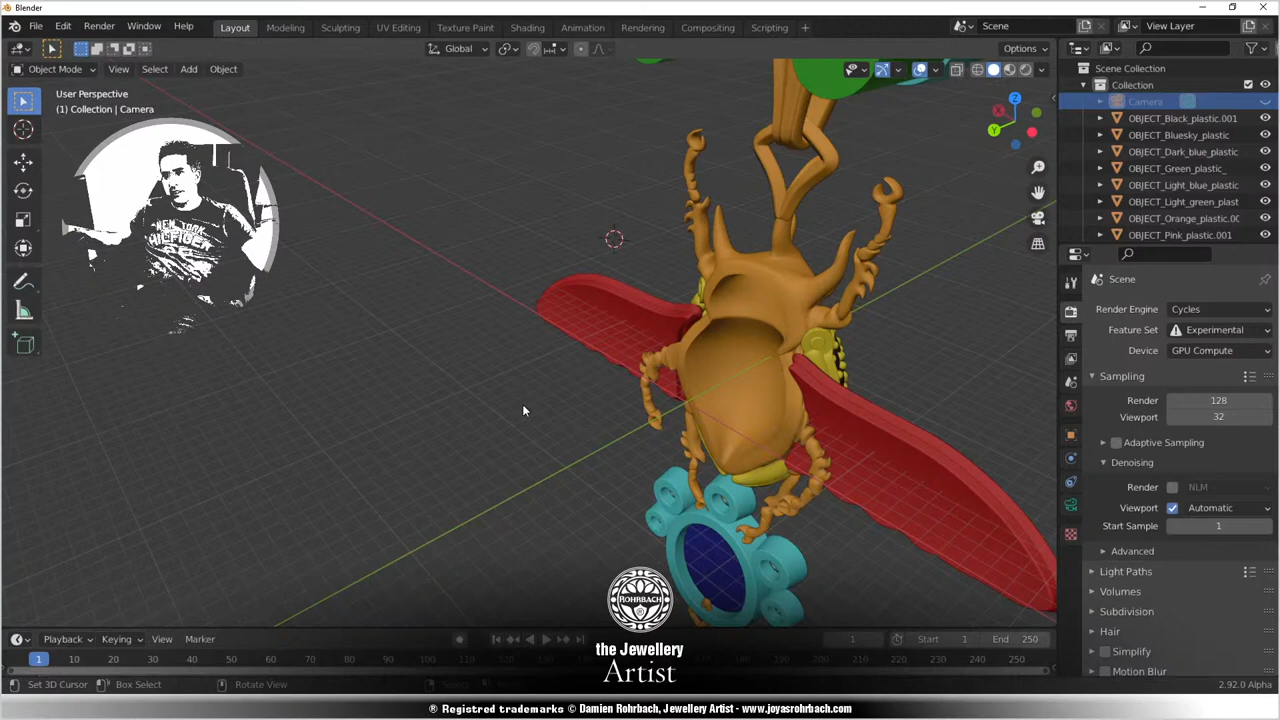 Blender
File Edit Render Window Help
Layout Modeling Sculpting UV Editing Texture Paint Shading Animation Rendering Compositing Scripting +
Scene
View Layer
Global
Options
Object Mode View Select Add Object
User Perspective
(1) Collection | Camera
Z
X
Y
NEW YORK
HILFIGER
Scene Collection
Collection
Camera
OBJECT_Black_plastic.001
OBJECT_Bluesky_plastic
OBJECT_Dark_blue_plastic
OBJECT_Green_plastic_
OBJECT_Light_blue_plastic
OBJECT_Light_green_plast
OBJECT_Orange_plastic.0
OBJECT_Pink_plastic.001
Scene
Render Engine Cycles
Feature Set Experimental
Device GPU Compute
Sampling
Render 128
Viewport 32
Adaptive Sampling
Denoising
Render NLM
Viewport Automatic
Start Sample 1
Advanced
Light Paths
Volumes
Subdivision
Hair
Simplify
Motion Blur
ROHRBACH
the Jewellery
Artist
Playback Keying View Marker
1 Start 1 End 250
1 10 20 30 40 50 60 70 80 90 100 110 120 130 140 150 160 170 180 190 200 210 220 230 240 250
Set 3D Cursor Box Select Rotate View Select
2.92.0 Alpha
® Registered trademarks © Damien Rohrbach, Jewellery Artist - www.joyasrohrbach.com